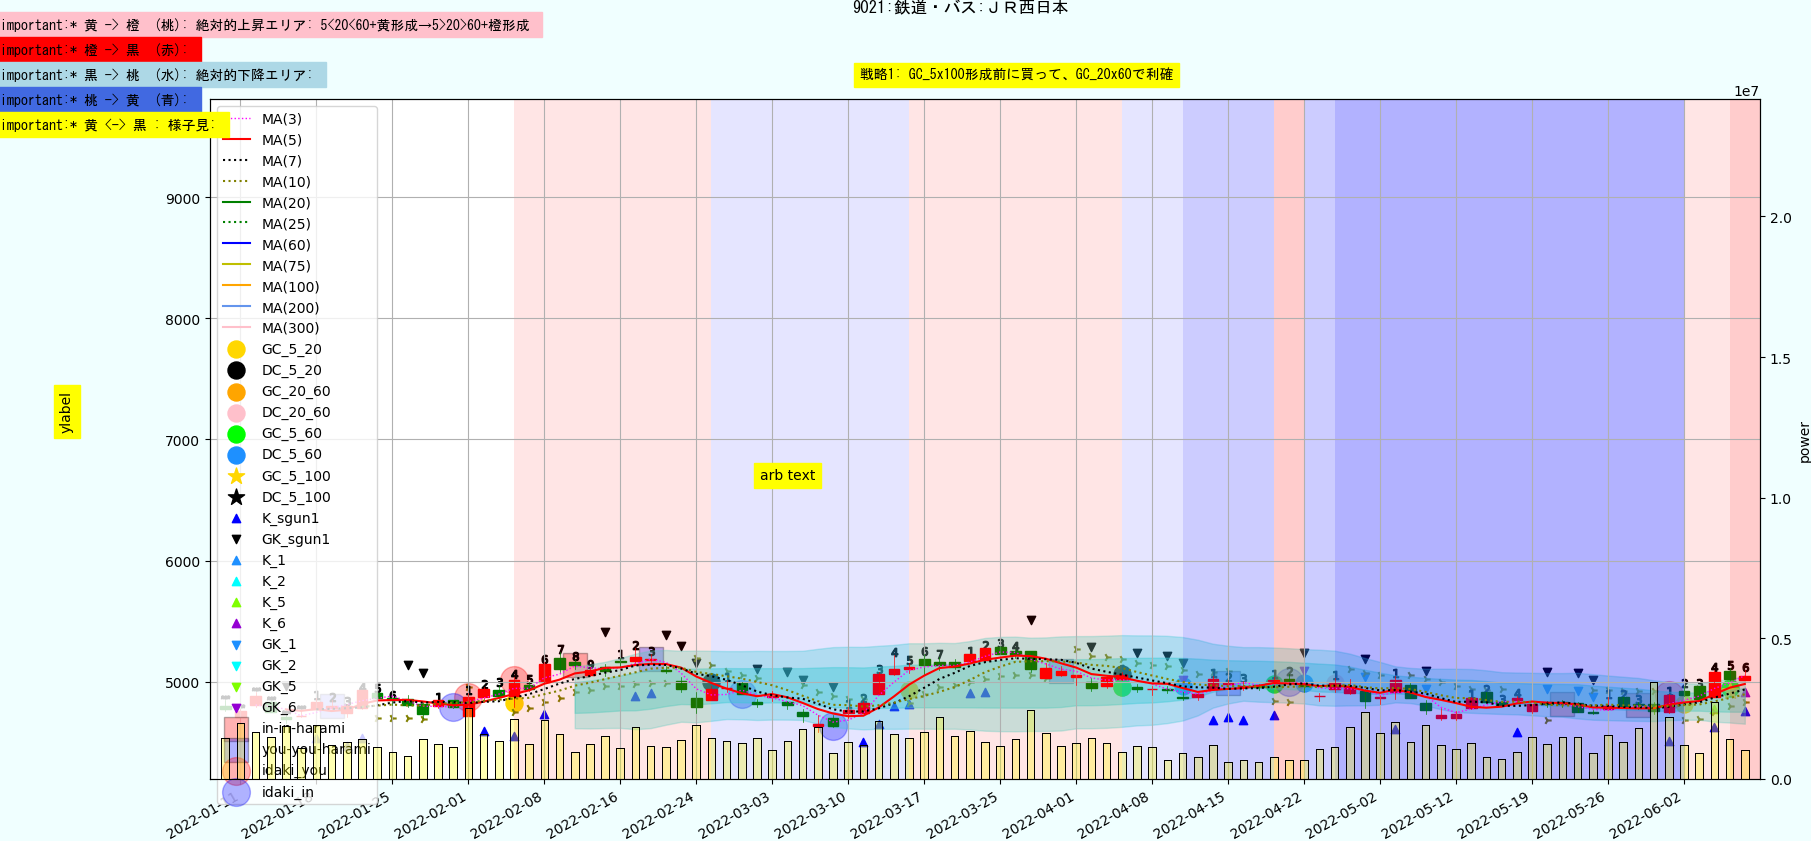 9021:鉄道・バス:ＪＲ西日本
important:* 黄 -> 橙 （桃）: 絶対的上昇エリア: 5<20<60+黄形成→5>20>60+橙形成
important:* 橙 -> 黒 （赤）:
important:* 黒 -> 桃 （水）: 絶対的下降エリア:
戦略1: GC_5x100形成前に買って、GC_20x60で利確
important:* 桃 -> 黄 （青）:
important:* 黄 <-> 黒 : 様子見:
1e7
MA(3)
MA(5)
MA(7)
MA(10)
MA(20)
MA(25)
MA(60)
MA(75)
MA(100)
MA(200)
MA(300)
GC_5_20
DC_5_20
GC_20_60
DC_20_60
GC_5_60
DC_5_60
GC_5_100
DC_5_100
K_sgun1
GK_sgun1
K_1
K_2
K_5
K_6
GK_1
GK_2
GK_5
GK_6
in-in-harami
you-you-harami
idaki_you
idaki_in
9000
8000
7000
6000
5000
ylabel
arb text
2.0
1.5
1.0
0.5
0.0
power
2022-01-25
2022-02-01
2022-02-08
2022-02-16
2022-02-24
2022-03-03
2022-03-10
2022-03-17
2022-03-25
2022-04-01
2022-04-08
2022-04-15
2022-04-22
2022-05-02
2022-05-12
2022-05-19
2022-05-26
2022-06-02